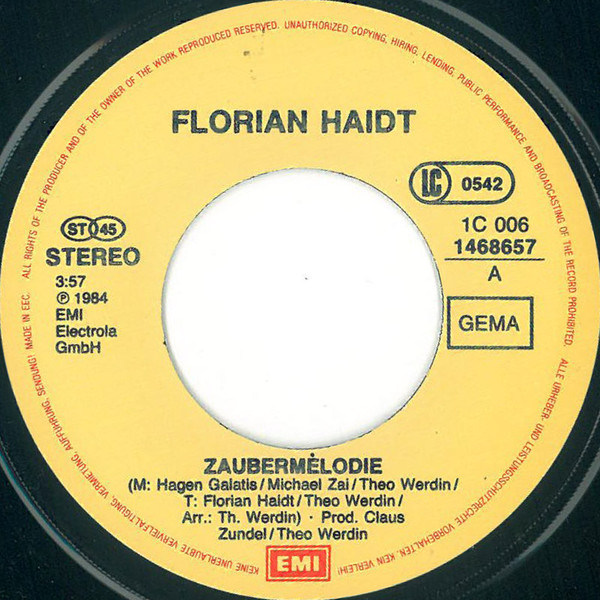 ALL RIGHTS OF THE PRODUCER AND OF THE OWNER OF THE WORK REPRODUCED RESERVED. UNAUTHORIZED COPYING, HIRING, LENDING, PUBLIC PERFORMANCE AND BROADCASTING OF THE RECORD PROHIBITED.
ALLE URHEBER- UND LEISTUNGSSCHUTZRECHTE VORBEHALTEN. KEIN VERLEIH! KEINE UNERLAUBTE VERVIELFÄLTIGUNG, VERMIETUNG, AUFFÜHRUNG, SENDUNG! MADE IN EEC.
FLORIAN HAIDT
LC 0542
ST 45
STEREO
3:57
℗ 1984
EMI
Electrola
GmbH
1C 006
1468657
A
GEMA
ZAUBERMELODIE
(M: Hagen Galatis/Michael Zai/Theo Werdin/
T: Florian Haidt/Theo Werdin/
Arr.: Th. Werdin) · Prod. Claus
Zundel/Theo Werdin
EMI